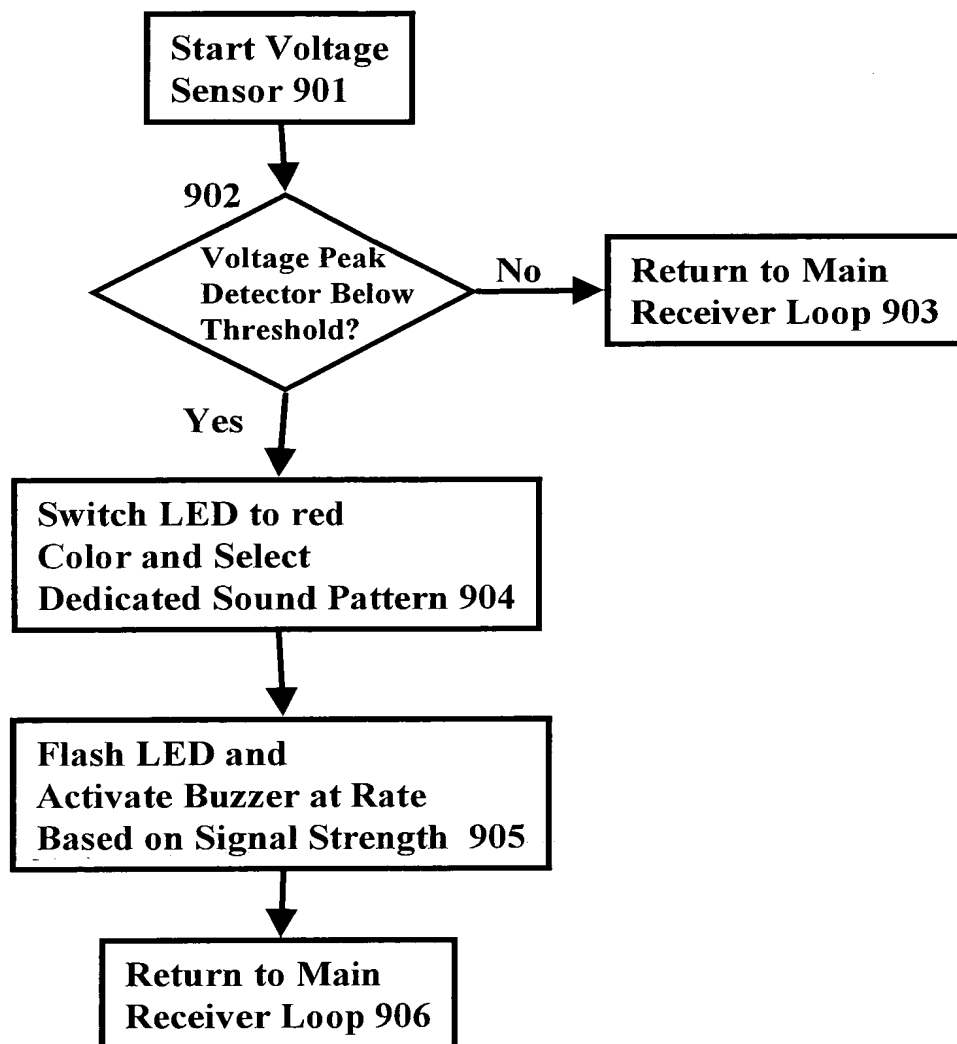 Start Voltage
Sensor 901
902
Voltage Peak
Detector Below
Threshold?
No
Return to Main
Receiver Loop 903
Yes
Switch LED to red
Color and Select
Dedicated Sound Pattern 904
Flash LED and
Activate Buzzer at Rate
Based on Signal Strength 905
Return to Main
Receiver Loop 906